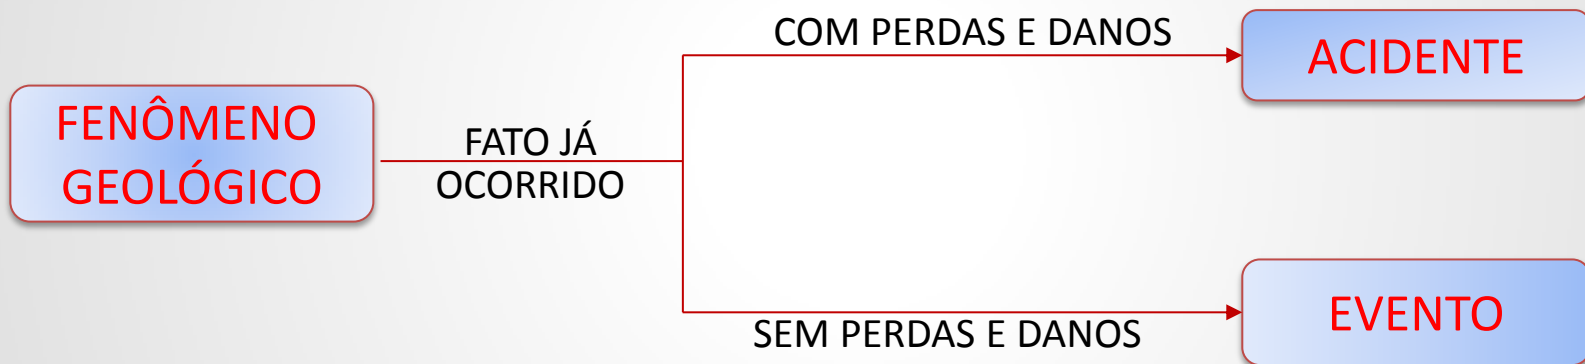 FENÔMENO
GEOLÓGICO
FATO JÁ
OCORRIDO
COM PERDAS E DANOS
ACIDENTE
SEM PERDAS E DANOS
EVENTO